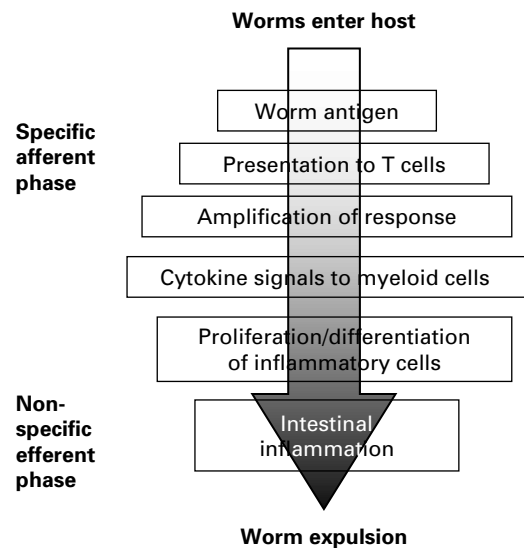 Worms enter host
Worm antigen
Specific
afferent
phase
Presentation to T cells
Amplification of response
Cytokine signals to myeloid cells
Proliferation/differentiation
of inflammatory cells
Non-
specific
efferent
phase
Intestinal
inflammation
Worm expulsion